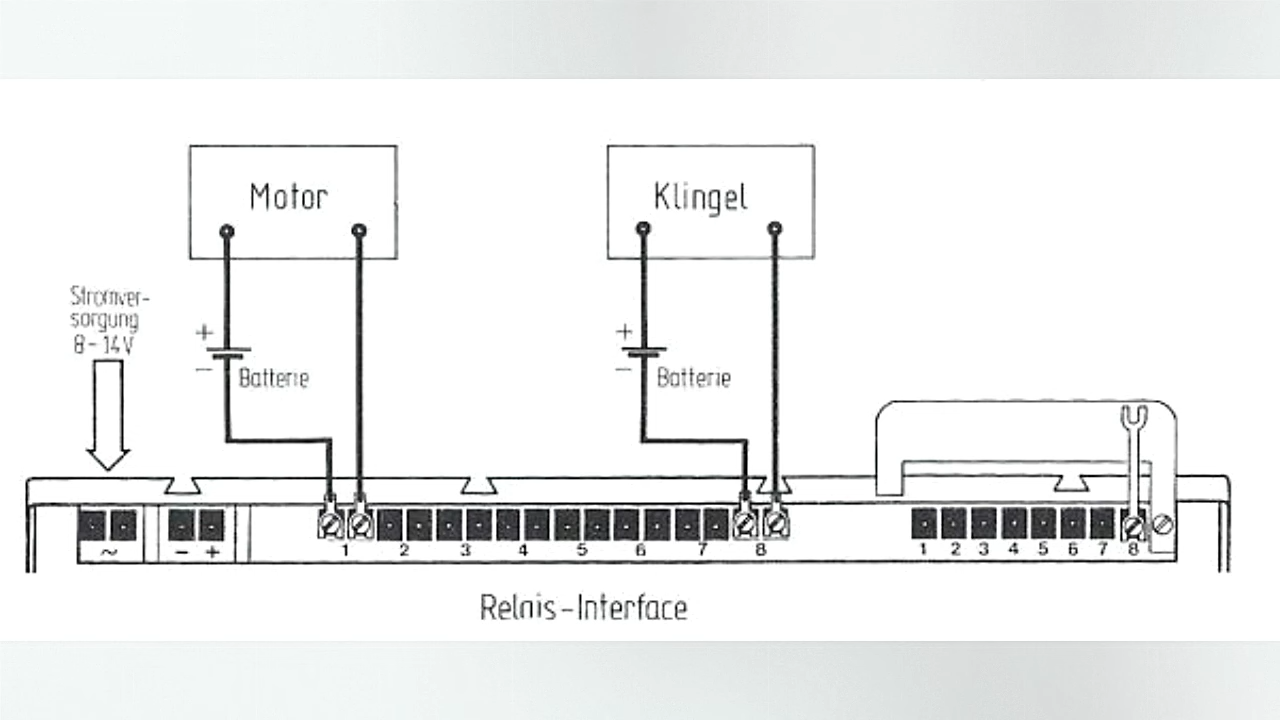 Motor
Klingel
Stromver-
sorgung
8-14V
+
−
Batterie
+
−
Batterie
~
− +
1 2 3 4 5 6 7 8
1 2 3 4 5 6 7 8
Relais-Interface